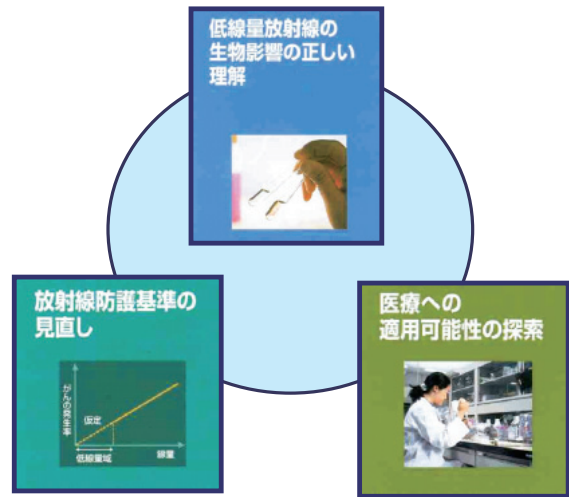 低線量放射線の
生物影響の正しい
理解
放射線防護基準の
見直し
がんの発生率
仮定
低線量域
線量
医療への
適用可能性の探索